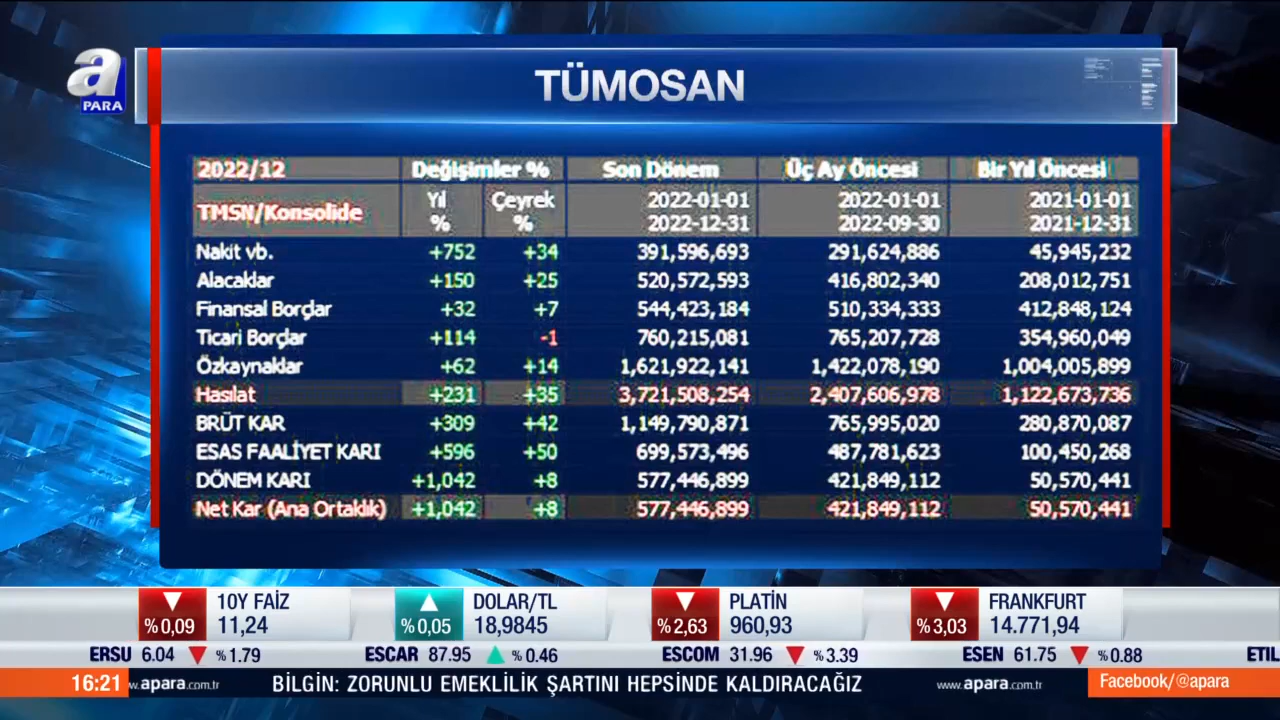 a
PARA
TÜMOSAN
2022/12 Değişimler % Son Dönem Üç Ay Öncesi Bir Yıl Öncesi
TMSN/Konsolide Yıl % Çeyrek % 2022-01-01 2022-12-31 2022-01-01 2022-09-30 2021-01-01 2021-12-31
Nakit vb. +752 +34 391,596,693 291,624,886 45,945,232
Alacaklar +150 +25 520,572,593 416,802,340 208,012,751
Finansal Borçlar +32 +7 544,423,184 510,334,333 412,848,124
Ticari Borçlar +114 -1 760,215,081 765,207,728 354,960,049
Özkaynaklar +62 +14 1,621,922,141 1,422,078,190 1,004,005,899
Hasılat +231 +35 3,721,508,254 2,407,606,978 1,122,673,736
BRÜT KAR +309 +42 1,149,790,871 765,995,020 280,870,087
ESAS FAALİYET KARI +596 +50 699,573,496 487,781,623 100,450,268
DÖNEM KARI +1,042 +8 577,446,899 421,849,112 50,570,441
Net Kar (Ana Ortaklık) +1,042 +8 577,446,899 421,849,112 50,570,441
10Y FAİZ DOLAR/TL PLATİN FRANKFURT
%0,09 11,24 %0,05 18,9845 %2,63 960,93 %3,03 14.771,94
ERSU 6.04 %1.79 ESCAR 87.95 %0.46 ESCOM 31.96 %3.39 ESEN 61.75 %0.88 ETIL
16:21 w.apara.com.tr BİLGİN: ZORUNLU EMEKLİLİK ŞARTINI HEPSİNDE KALDIRACAĞIZ www.apara.com.tr Facebook/@apara